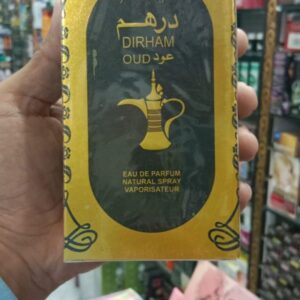 درهم
DIRHAM
OUD عود
EAU DE PARFUM
NATURAL SPRAY
VAPORISATEUR